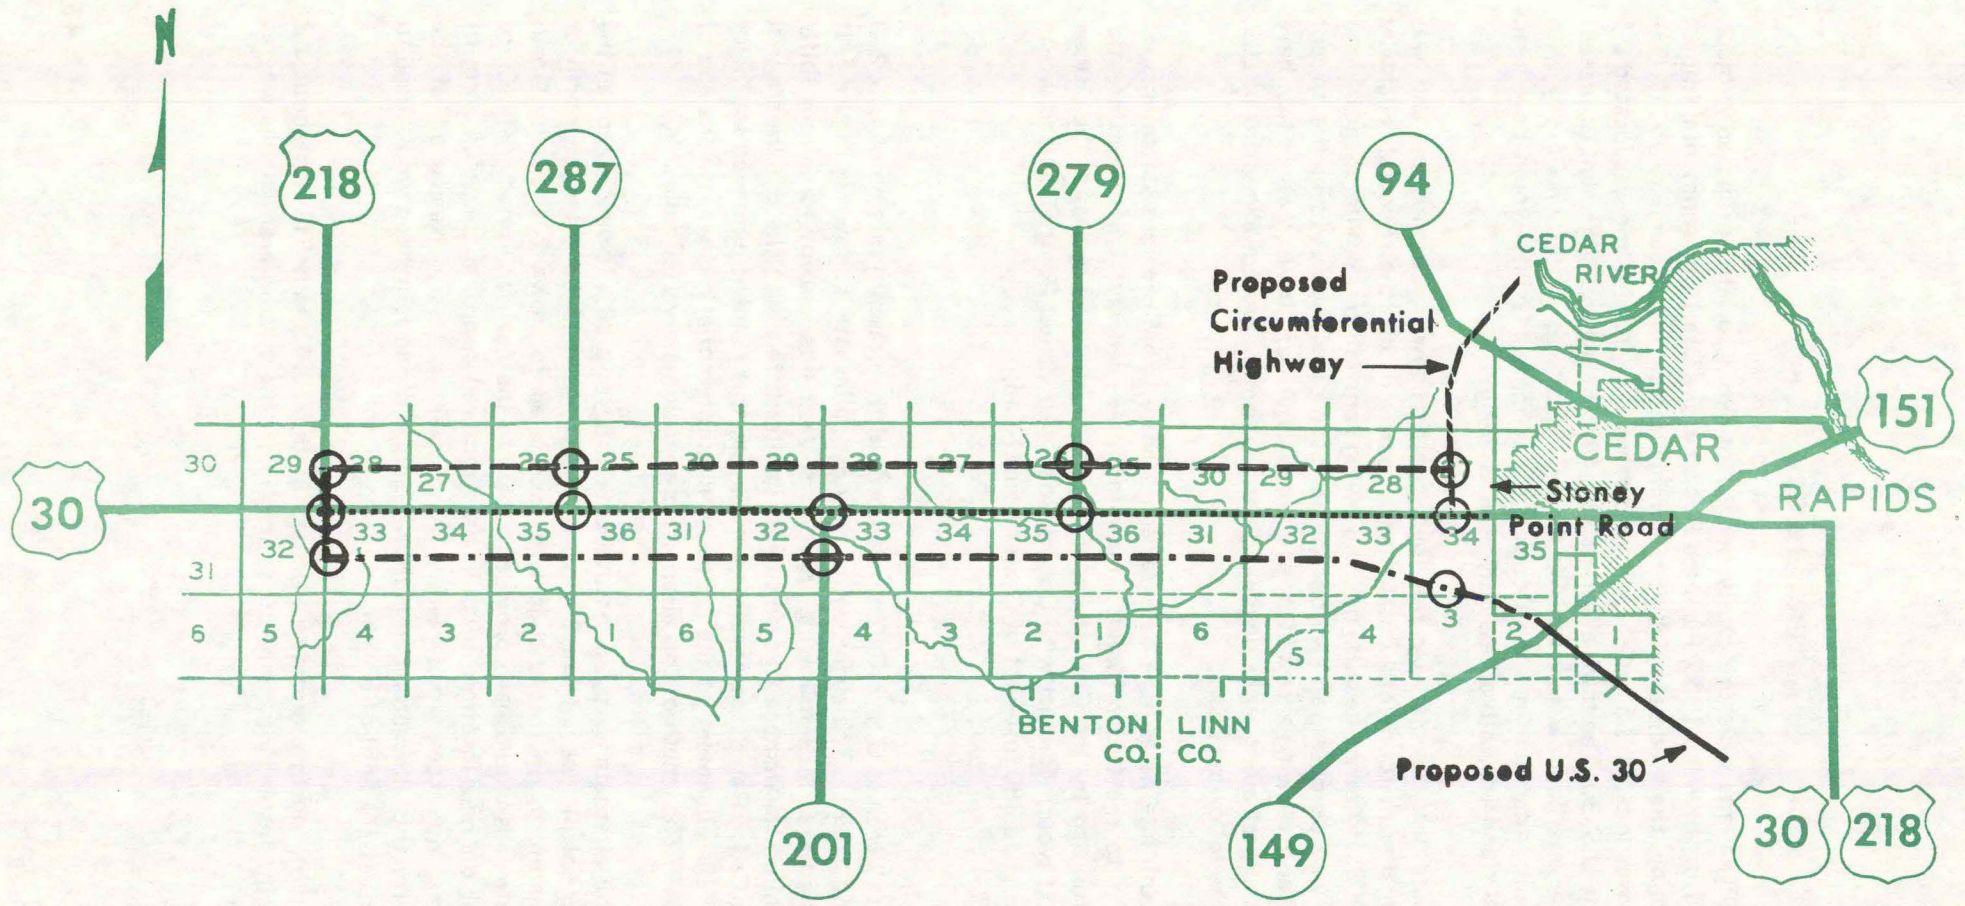 N
218
287
279
94
CEDAR
RIVER
Proposed
Circumferential
Highway
151
CEDAR
RAPIDS
30
30 29 28 27 26 25 30 29 28 27 26 25 30 29 28
Stoney
Point Road
31 32 33 34 35 36 31 32 33 34 35 36 31 32 33 34 35
6 5 4 3 2 1 6 5 4 3 2 1 6 5 4 3 2 1
BENTON LINN
CO. CO.
Proposed U.S. 30
201
149
30 218